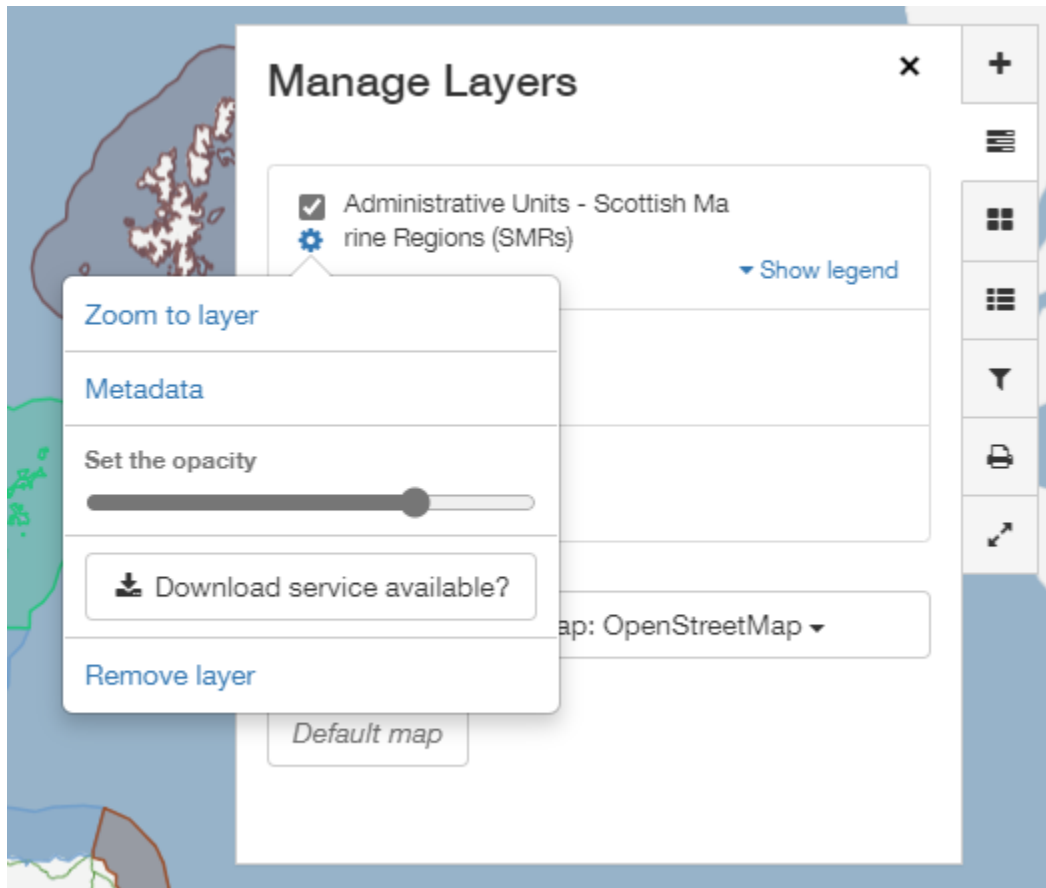 Manage Layers
Administrative Units - Scottish Ma
rine Regions (SMRs)
Show legend
Zoom to layer
Metadata
Set the opacity
Download service available?
Remove layer
ap: OpenStreetMap
Default map